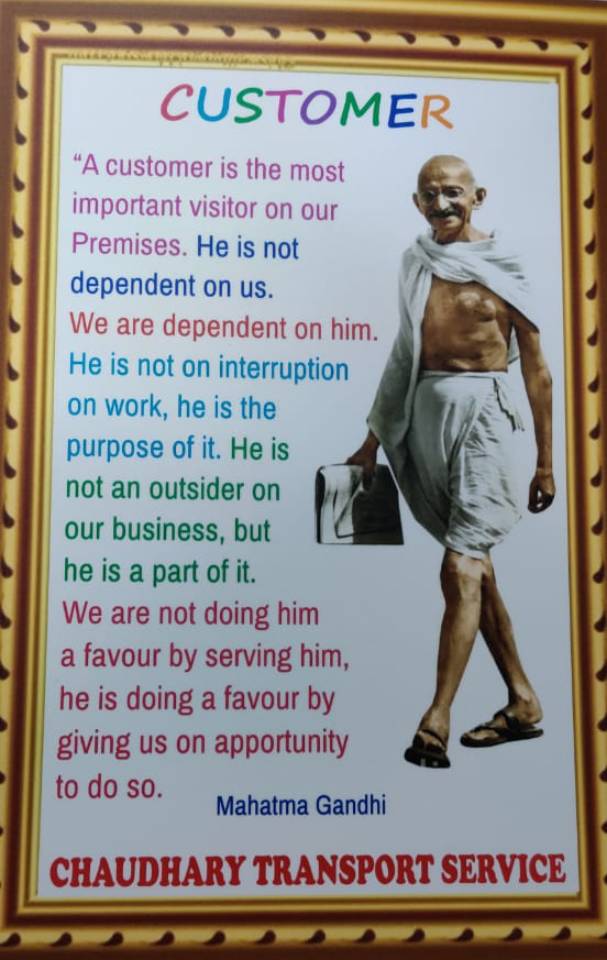 CUSTOMER
“A customer is the most
important visitor on our
Premises. He is not
dependent on us.
We are dependent on him.
He is not on interruption
on work, he is the
purpose of it. He is
not an outsider on
our business, but
he is a part of it.
We are not doing him
a favour by serving him,
he is doing a favour by
giving us on apportunity
to do so.
Mahatma Gandhi
CHAUDHARY TRANSPORT SERVICE